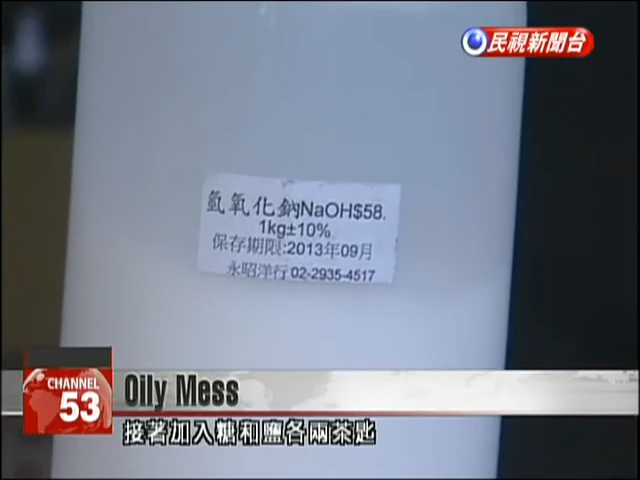 民視新聞台
氫氧化鈉NaOH$58.
1kg±10%
保存期限:2013年09月
永昭洋行 02-2935-4517
CHANNEL
53
Oily Mess
接著加入糖和鹽各兩茶匙